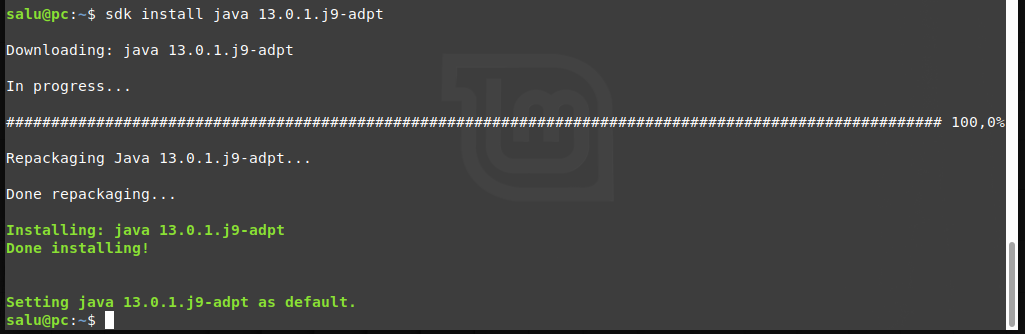 salu@pc:~$ sdk install java 13.0.1.j9-adpt
Downloading: java 13.0.1.j9-adpt
In progress...
######################################################################################################## 100,0%
Repackaging Java 13.0.1.j9-adpt...
Done repackaging...
Installing: java 13.0.1.j9-adpt
Done installing!
Setting java 13.0.1.j9-adpt as default.
salu@pc:~$